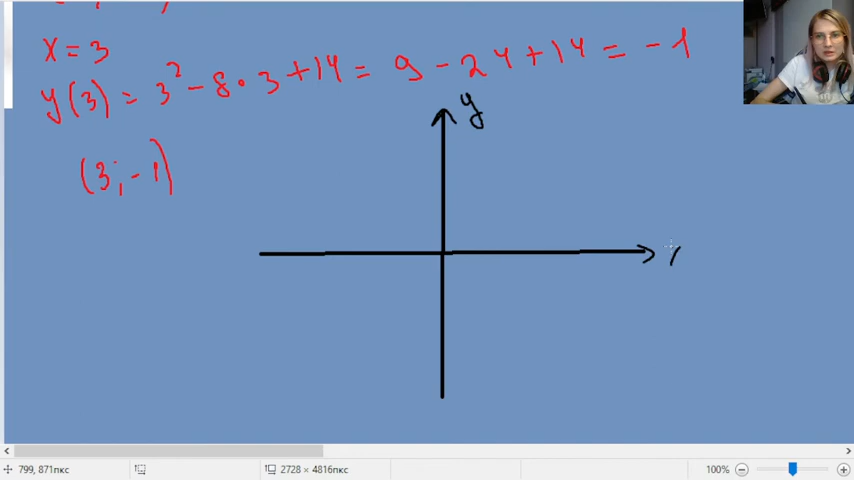 x = 3
y(3) = 3² - 8 · 3 + 14 = 9 - 24 + 14 = - 1
y
(3; - 1)
799, 871пкс
2728 × 4816пкс
100%